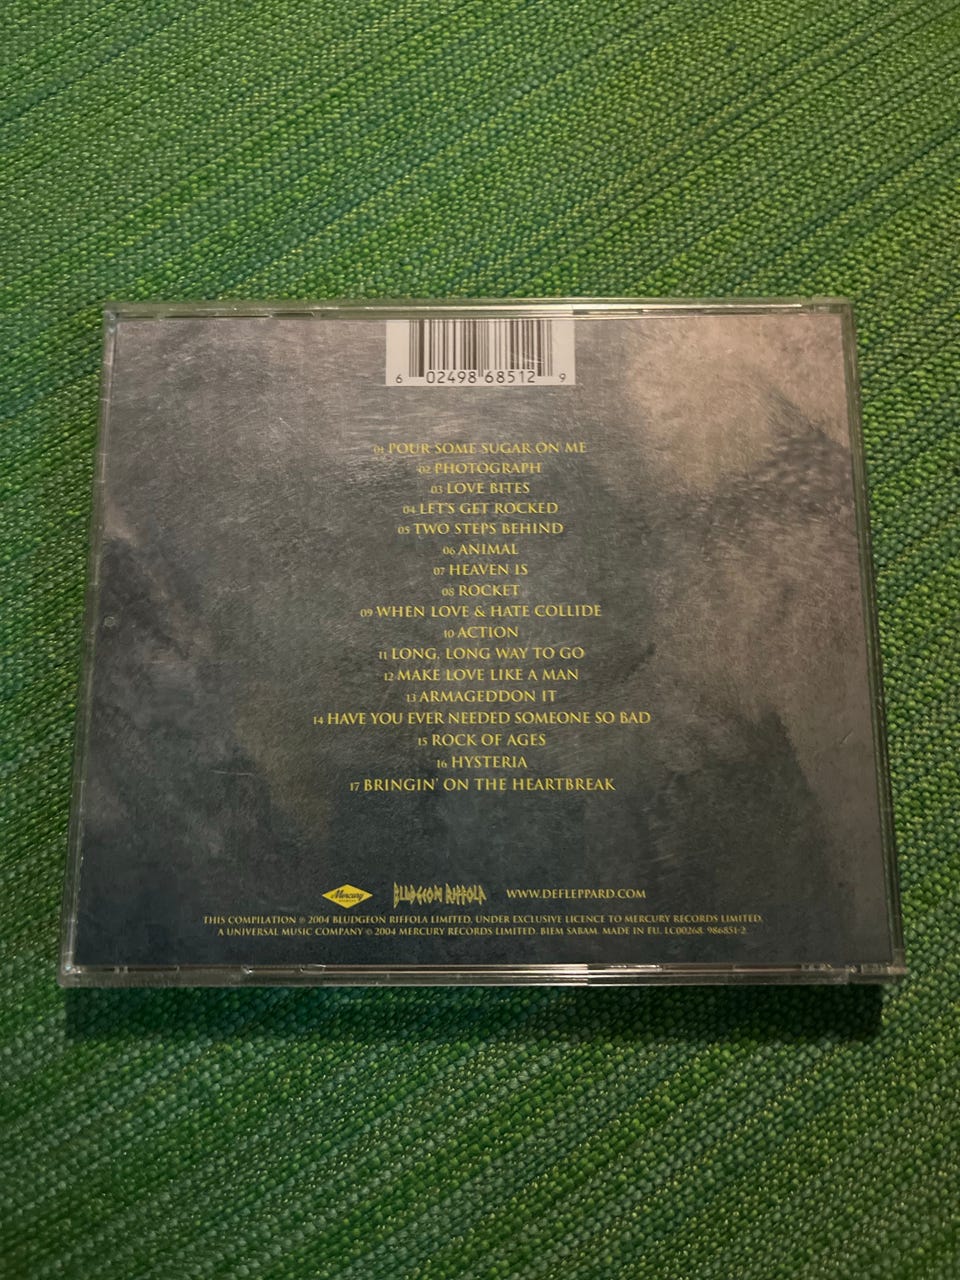 6 02498 68512 9
01 POUR SOME SUGAR ON ME
02 PHOTOGRAPH
03 LOVE BITES
04 LET'S GET ROCKED
05 TWO STEPS BEHIND
06 ANIMAL
07 HEAVEN IS
08 ROCKET
09 WHEN LOVE & HATE COLLIDE
10 ACTION
11 LONG, LONG WAY TO GO
12 MAKE LOVE LIKE A MAN
13 ARMAGEDDON IT
14 HAVE YOU EVER NEEDED SOMEONE SO BAD
15 ROCK OF AGES
16 HYSTERIA
17 BRINGIN' ON THE HEARTBREAK
Mercury BLUDGEON RIFFOLA WWW.DEFLEPPARD.COM
THIS COMPILATION ℗ 2004 BLUDGEON RIFFOLA LIMITED, UNDER EXCLUSIVE LICENCE TO MERCURY RECORDS LIMITED.
A UNIVERSAL MUSIC COMPANY © 2004 MERCURY RECORDS LIMITED. BIEM SABAM. MADE IN EU. LC00268. 986851-2.